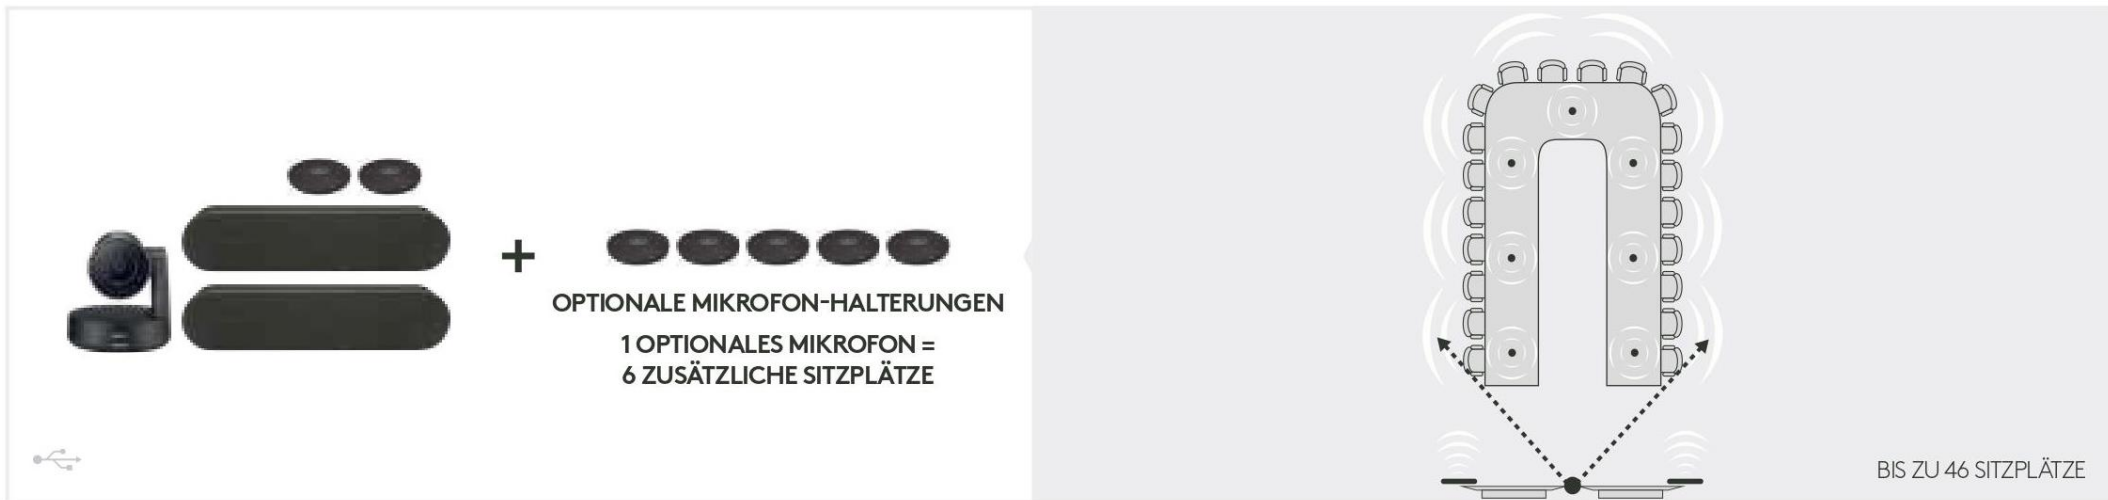 OPTIONALE MIKROFON-HALTERUNGEN
1 OPTIONALES MIKROFON =
6 ZUSÄTZLICHE SITZPLÄTZE
BIS ZU 46 SITZPLÄTZE